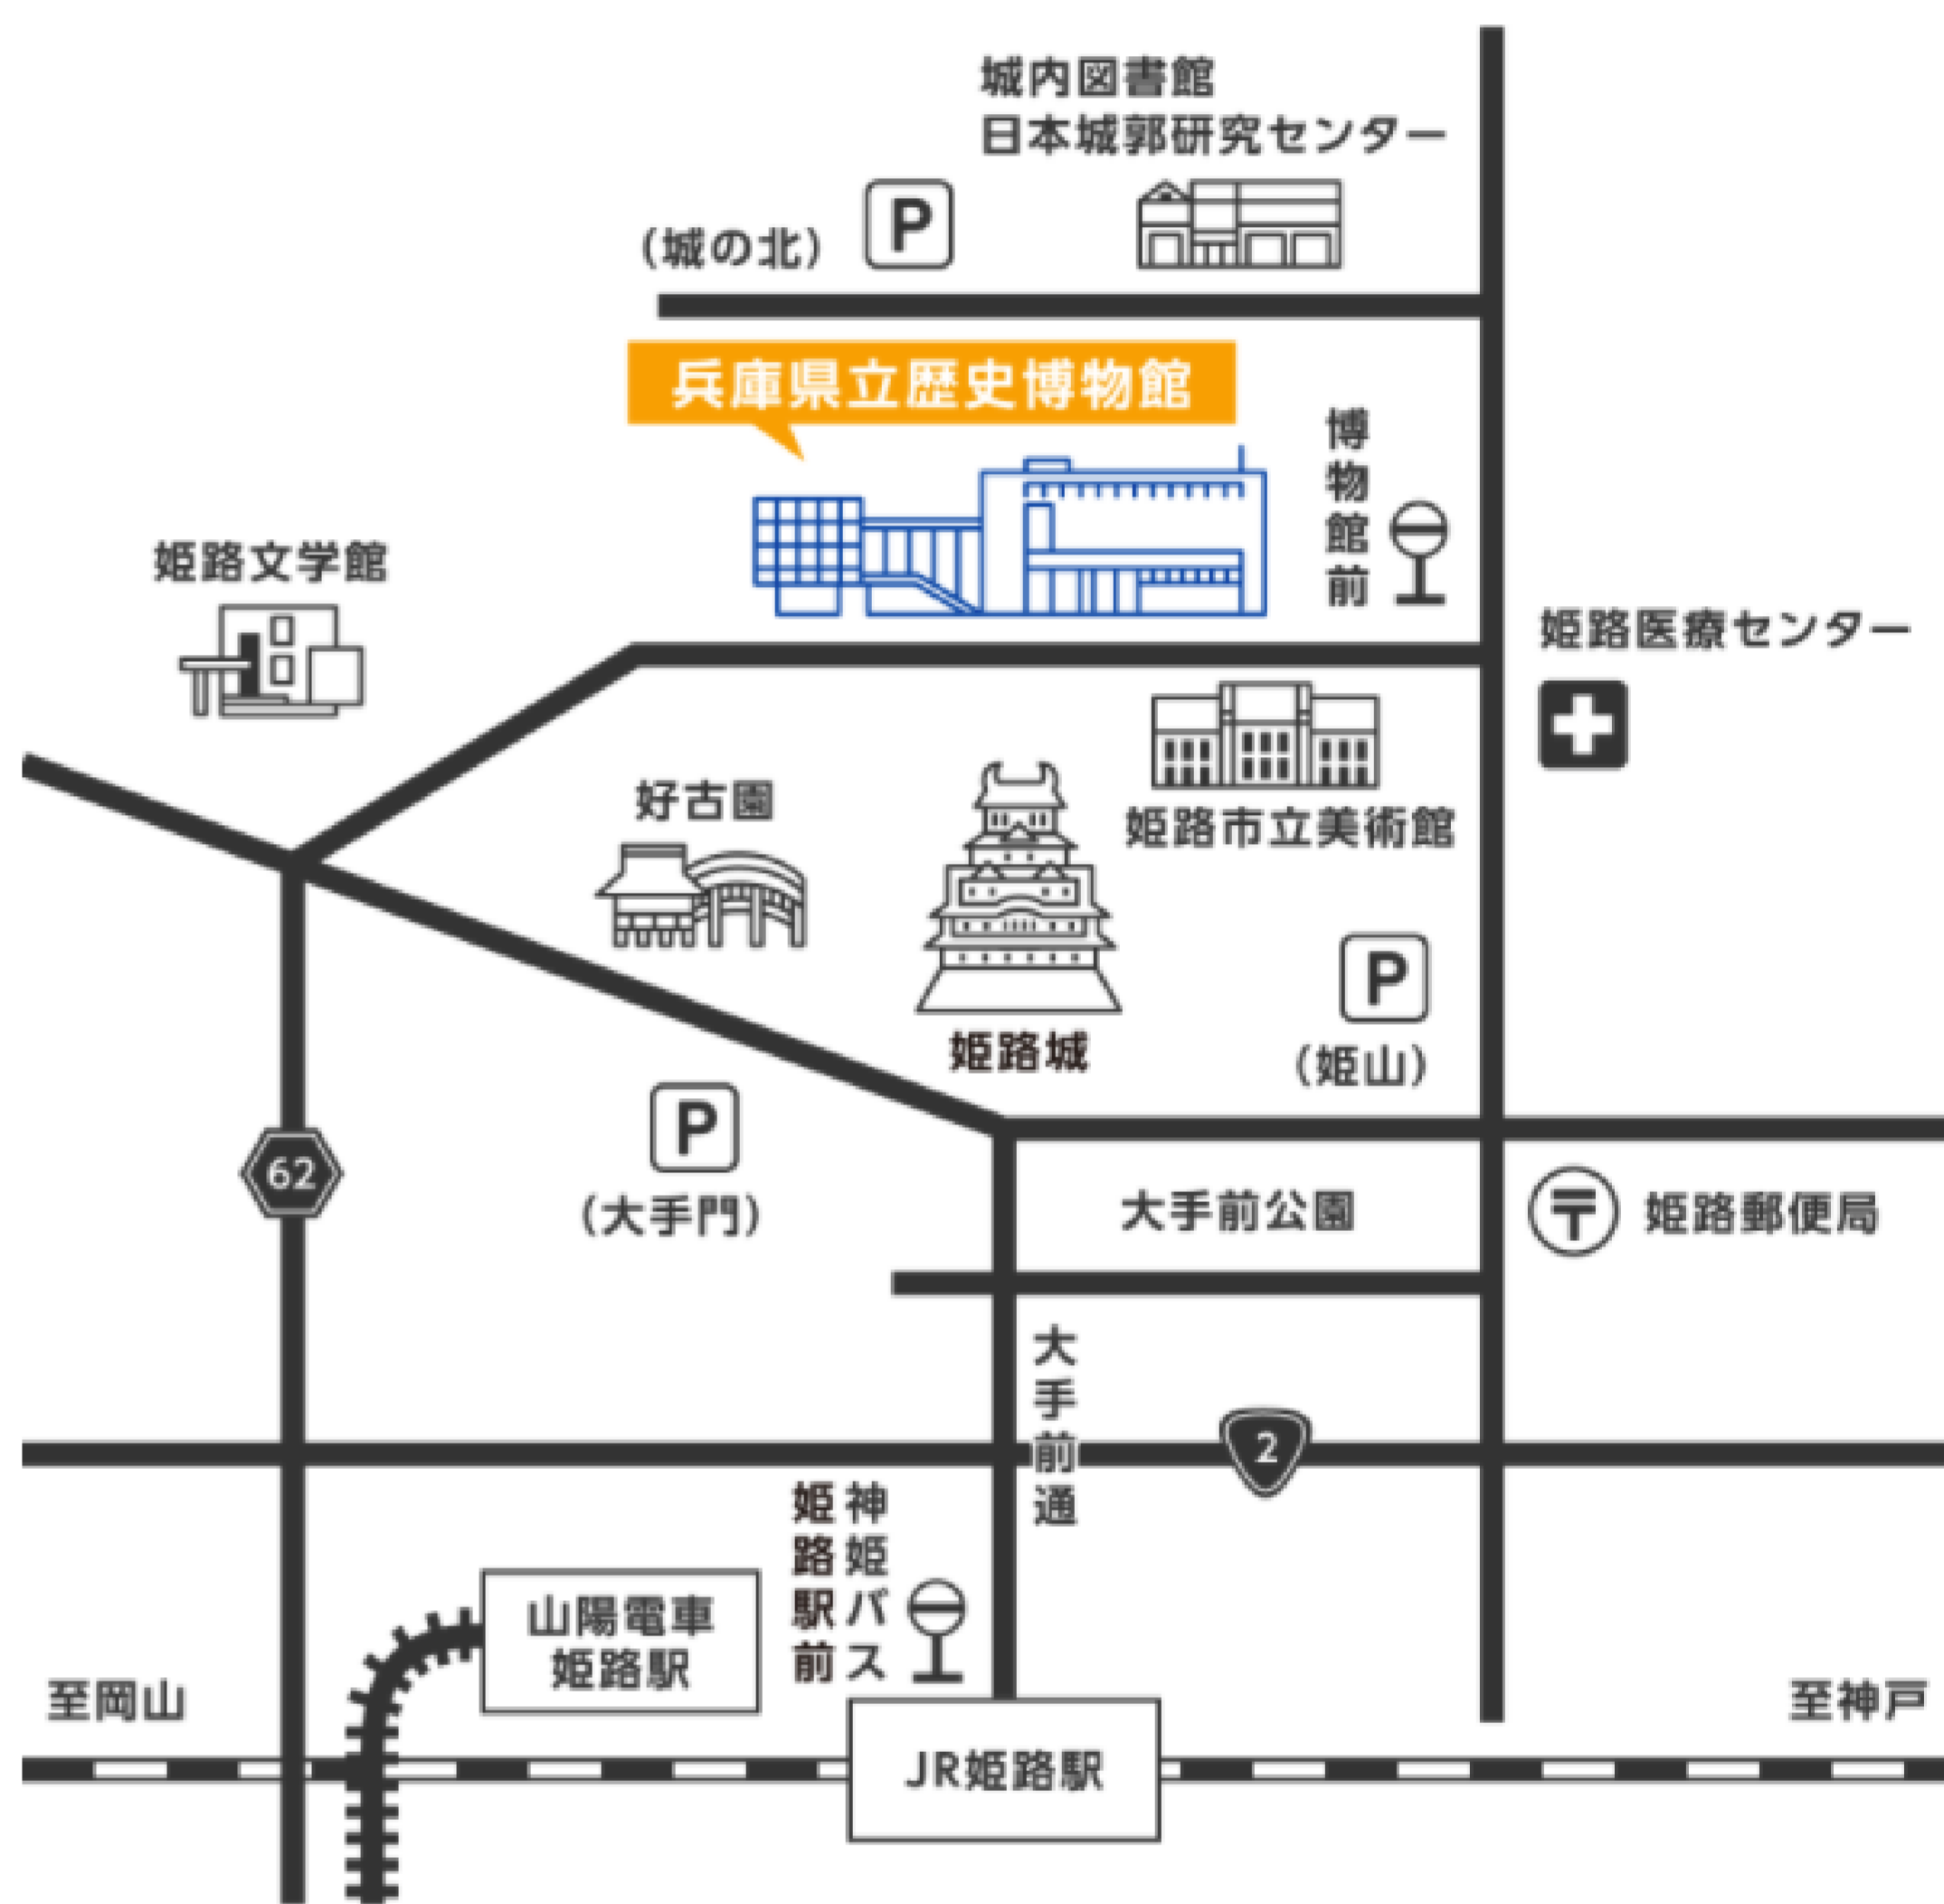 城内図書館
日本城郭研究センター
P
(城の北)
兵庫県立歴史博物館
博物館前
姫路文学館
姫路医療センター
好古園
姫路市立美術館
P
姫路城
(姫山)
P
62
(大手門)
大手前公園
姫路郵便局
大手前通
2
神姫バス
姫路駅前
山陽電車
姫路駅
至岡山
至神戸
JR姫路駅